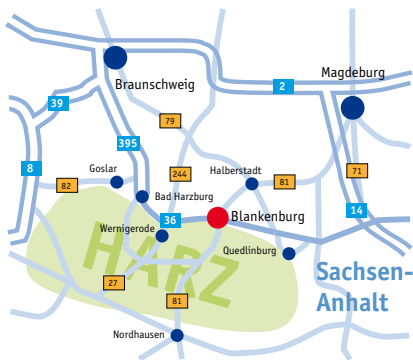 2
Magdeburg
Braunschweig
39
79
395
8
Goslar
244
Halberstadt
71
82
81
Bad Harzburg
36
Blankenburg
14
Wernigerode
HARZ
Quedlinburg
27
Sachsen-
Anhalt
81
Nordhausen